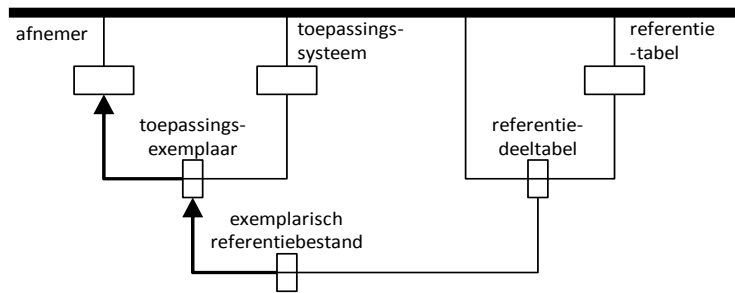 afnemer
toepassings-
systeem
referentie
-tabel
toepassings-
exemplaar
referentie-
deeltabel
exemplarisch
referentiebestand